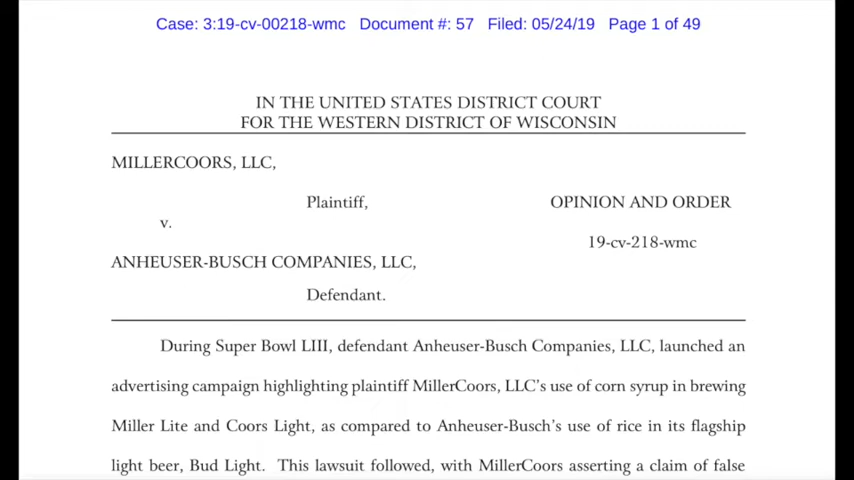 Case: 3:19-cv-00218-wmc Document #: 57 Filed: 05/24/19 Page 1 of 49
IN THE UNITED STATES DISTRICT COURT
FOR THE WESTERN DISTRICT OF WISCONSIN
MILLERCOORS, LLC,
Plaintiff, OPINION AND ORDER
v.
19-cv-218-wmc
ANHEUSER-BUSCH COMPANIES, LLC,
Defendant.
During Super Bowl LIII, defendant Anheuser-Busch Companies, LLC, launched an
advertising campaign highlighting plaintiff MillerCoors, LLC's use of corn syrup in brewing
Miller Lite and Coors Light, as compared to Anheuser-Busch's use of rice in its flagship
light beer, Bud Light. This lawsuit followed, with MillerCoors asserting a claim of false